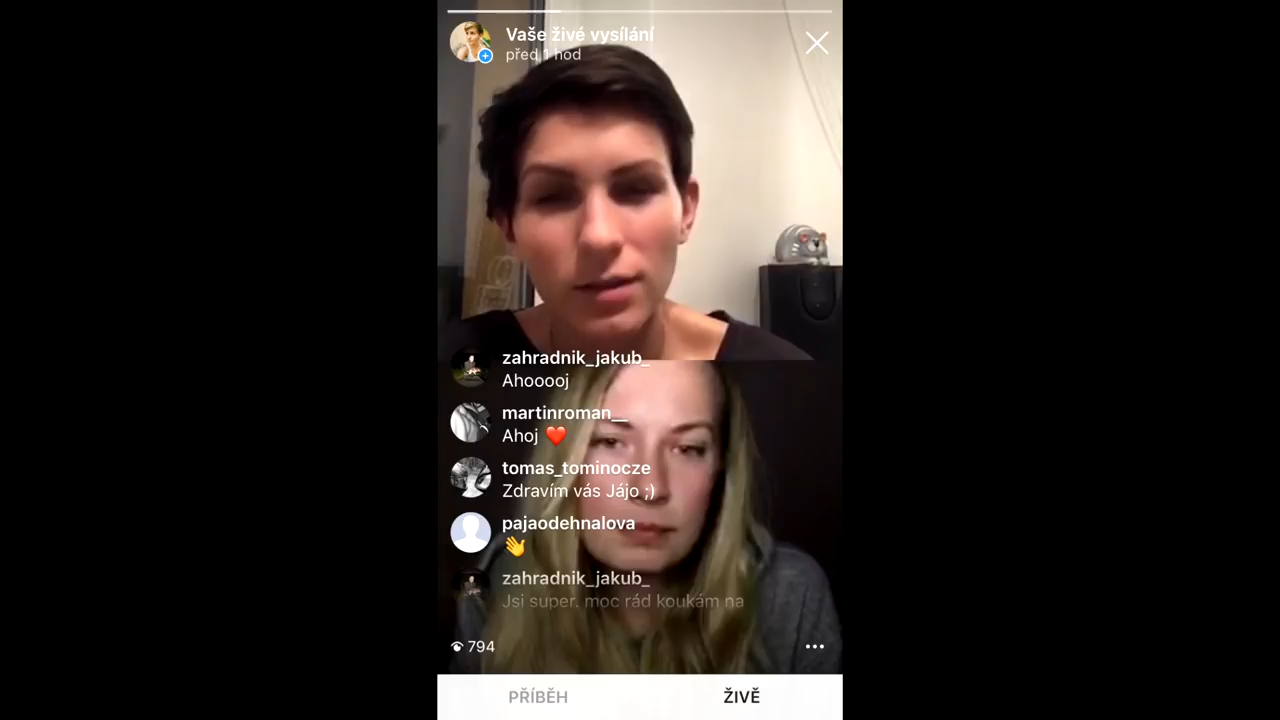 Vaše živé vysílání
před 1 hod
zahradnik_jakub_
Ahooooj
martinroman__
Ahoj ❤️
tomas_tominocze
Zdravím vás Jájo ;)
pajaodehnalova
👋
zahradnik_jakub_
Jsi super. moc rád koukám na
794
PŘÍBĚH
ŽIVĚ